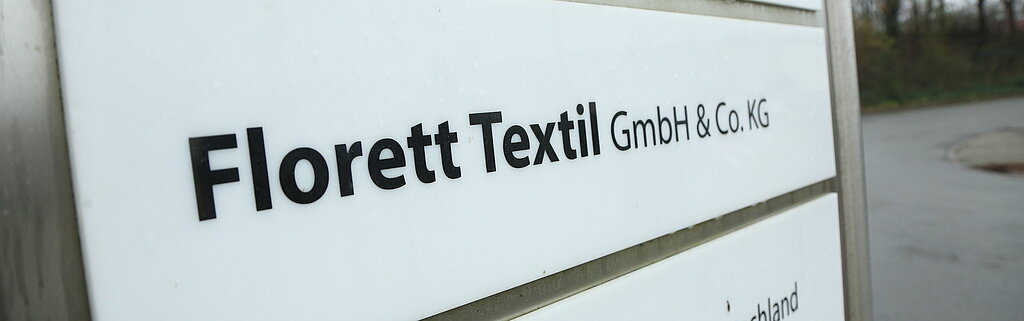 Florett Textil GmbH & Co. KG